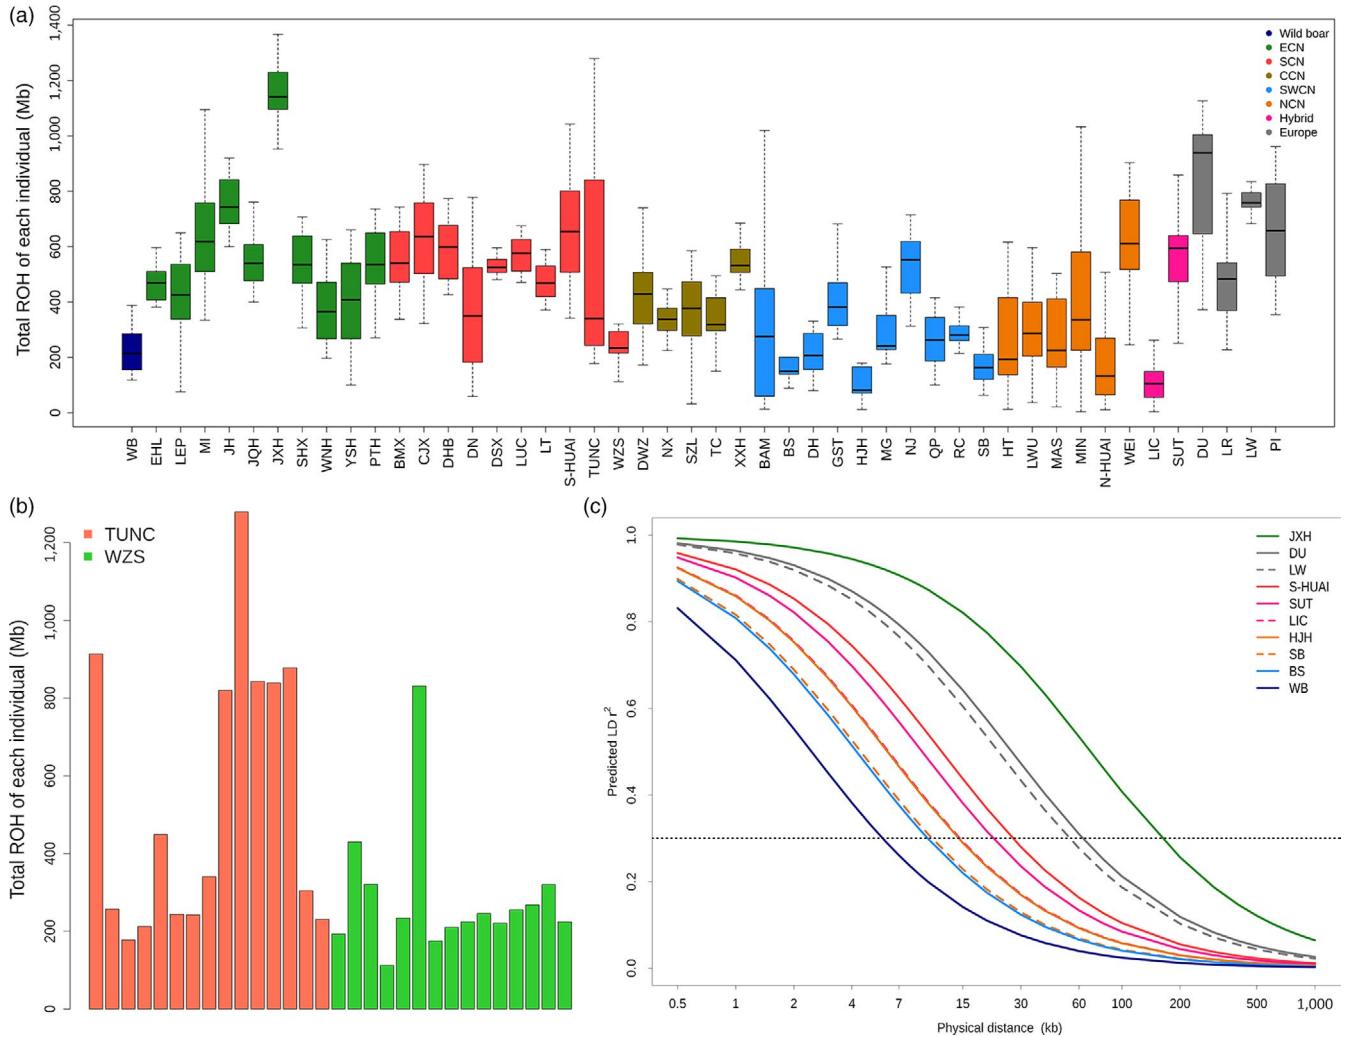 (a)
Total ROH of each individual (Mb)
1,400
1,200
1,000
800
600
400
200
0
Wild boar
ECN
SCN
CCN
SWCN
NCN
Hybrid
Europe
WB EHL LEP MI JH JQH JXH SHX WNH YSH PTH BMX CJX DHB DN DSX LUC LT S-HUAI TUNC WZS DWZ NX SZL TC XXH BAM BS DH GST HJH MG NJ QP RC SB HT LWU MAS MIN N-HUAI WEI LIC SUT DU LR LW PI
(b)
Total ROH of each individual (Mb)
1,200
1,000
800
600
400
200
0
TUNC
WZS
(c)
Predicted LD r²
1.0
0.8
0.6
0.4
0.2
0.0
JXH
DU
LW
S-HUAI
SUT
LIC
HJH
SB
BS
WB
0.5 1 2 4 7 15 30 60 100 200 500 1,000
Physical distance (kb)